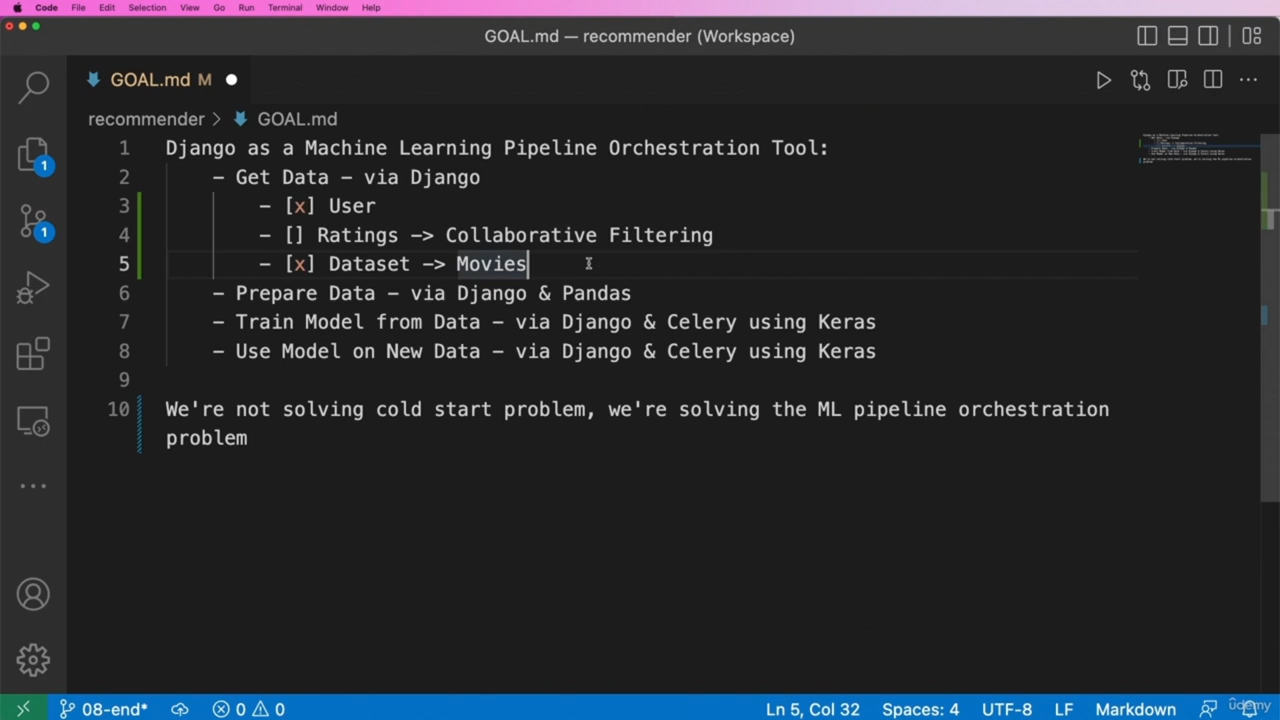 Code File Edit Selection View Go Run Terminal Window Help
GOAL.md — recommender (Workspace)
GOAL.md M
recommender > GOAL.md
1 Django as a Machine Learning Pipeline Orchestration Tool:
2 - Get Data - via Django
3 - [x] User
4 - [] Ratings -> Collaborative Filtering
5 - [x] Dataset -> Movies
6 - Prepare Data - via Django & Pandas
7 - Train Model from Data - via Django & Celery using Keras
8 - Use Model on New Data - via Django & Celery using Keras
9
10 We're not solving cold start problem, we're solving the ML pipeline orchestration
problem
1
1
08-end* 0 0 Ln 5, Col 32 Spaces: 4 UTF-8 LF Markdown
udemy